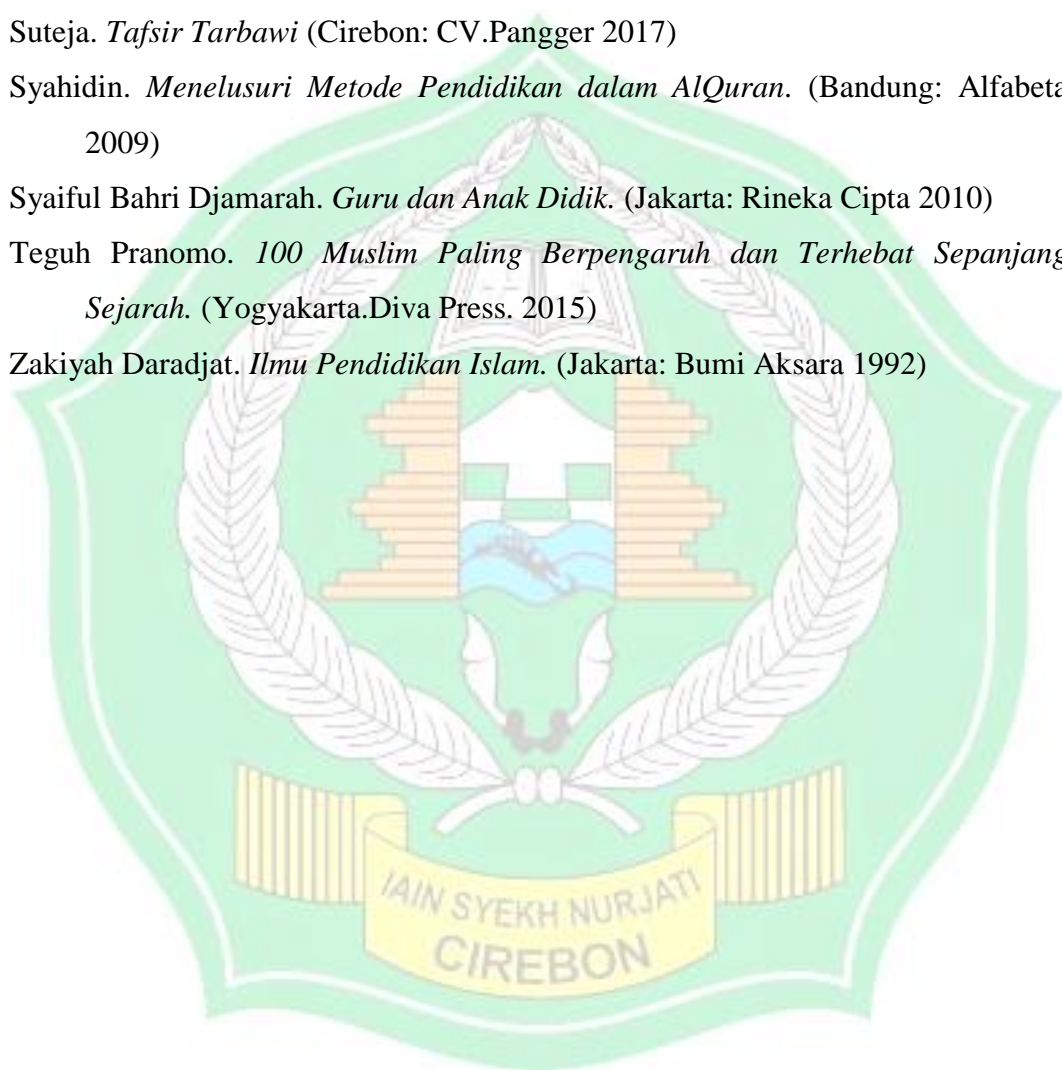 Suteja. Tafsir Tarbawi (Cirebon: CV.Pangger 2017)
Syahidin. Menelusuri Metode Pendidikan dalam AlQuran. (Bandung: Alfabeta
2009)
Syaiful Bahri Djamarah. Guru dan Anak Didik. (Jakarta: Rineka Cipta 2010)
Teguh Pranomo. 100 Muslim Paling Berpengaruh dan Terhebat Sepanjang
Sejarah. (Yogyakarta.Diva Press. 2015)
Zakiyah Daradjat. Ilmu Pendidikan Islam. (Jakarta: Bumi Aksara 1992)
IAIN SYEKH NURJATI
CIREBON